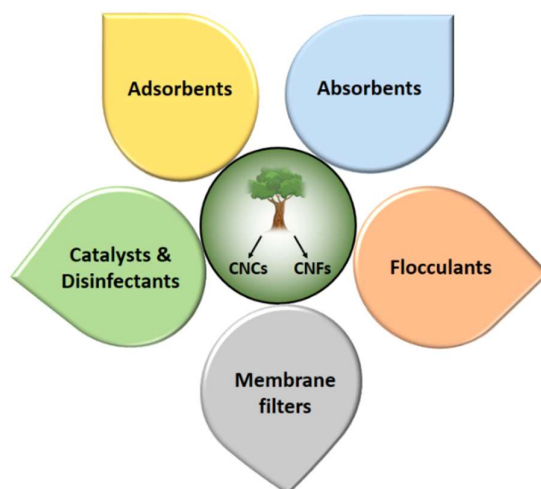 Adsorbents
Absorbents
CNCs
CNFs
Catalysts &
Disinfectants
Flocculants
Membrane
filters